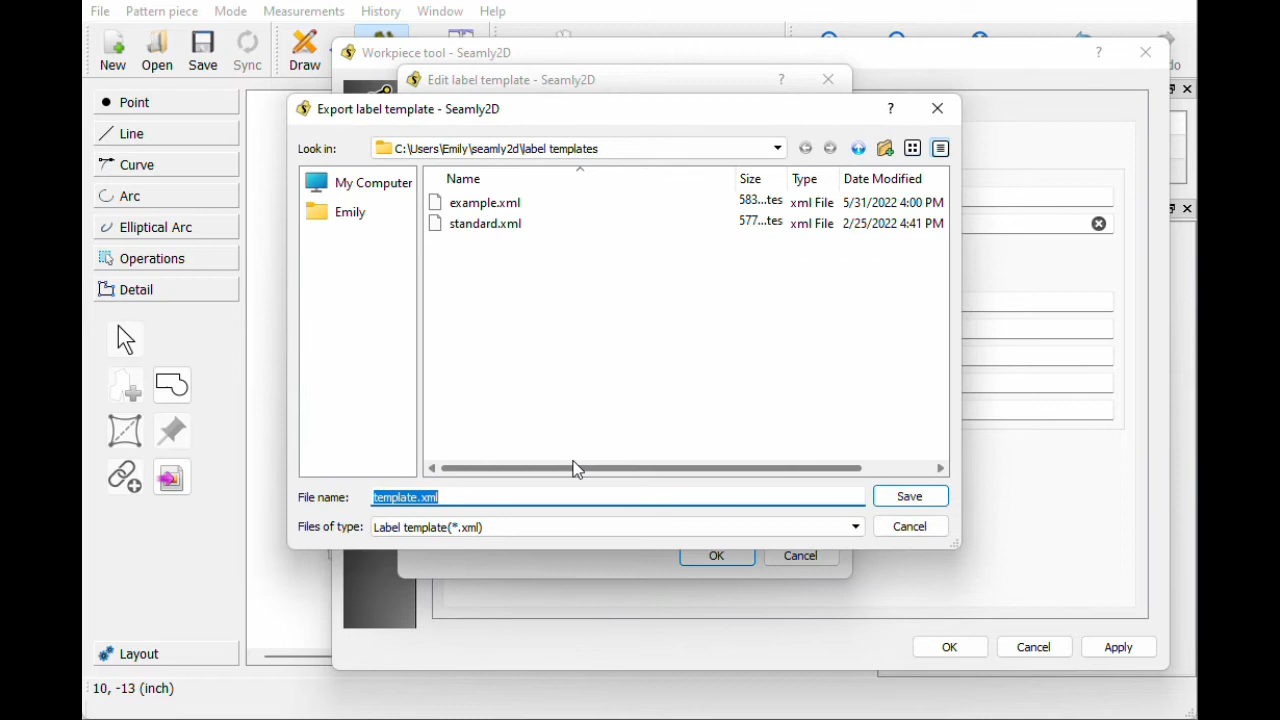 File Pattern piece Mode Measurements History Window Help
New Open Save Sync Draw
Workpiece tool - Seamly2D ?
Edit label template - Seamly2D ?
Export label template - Seamly2D ?
Look in: C:\Users\Emily\seamly2d\label templates
My Computer
Emily
Name Size Type Date Modified
example.xml 583...tes xml File 5/31/2022 4:00 PM
standard.xml 577...tes xml File 2/25/2022 4:41 PM
File name: template.xml Save
Files of type: Label template(*.xml) Cancel
OK Cancel
OK Cancel Apply
Point
Line
Curve
Arc
Elliptical Arc
Operations
Detail
Layout
10, -13 (inch)